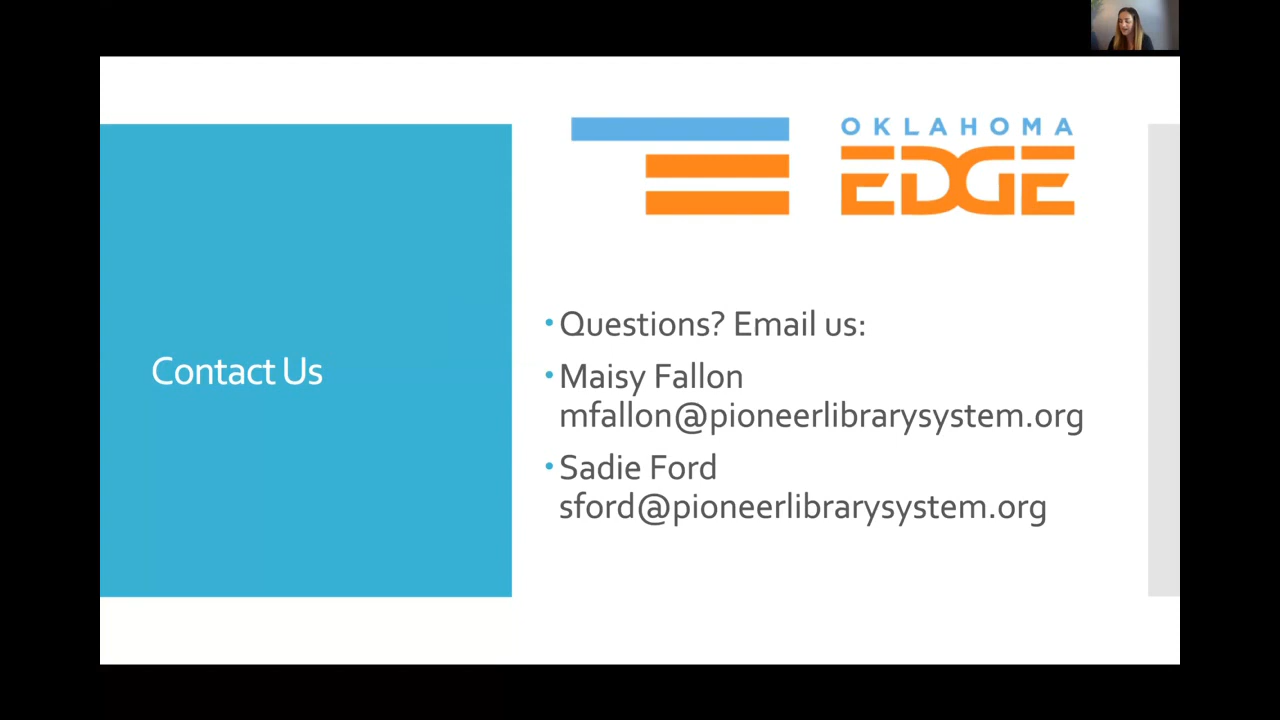 OKLAHOMA
EDGE
Contact Us
•Questions? Email us:
•Maisy Fallon
mfallon@pioneerlibrarysystem.org
•Sadie Ford
sford@pioneerlibrarysystem.org